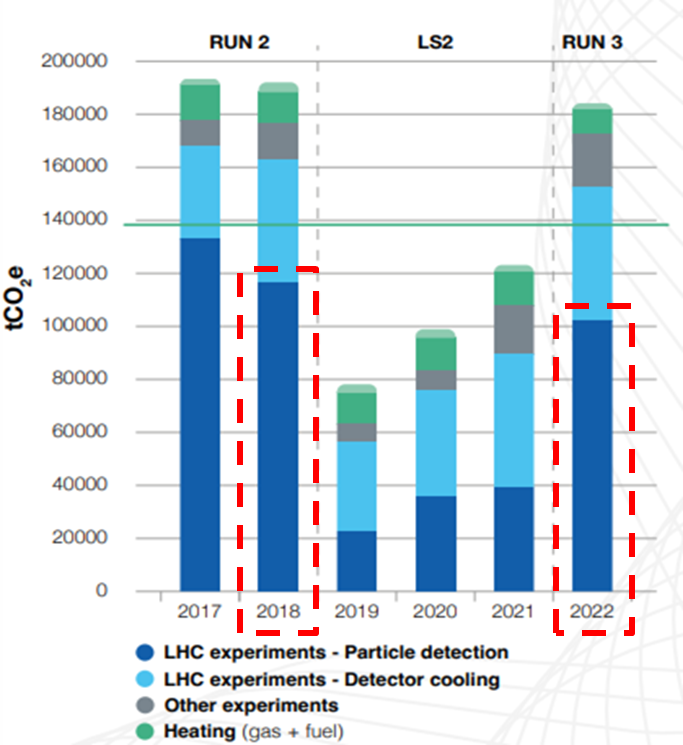 RUN 2 LS2 RUN 3
200000
180000
160000
140000
120000
100000
80000
60000
40000
20000
0
tCO₂e
2017 2018 2019 2020 2021 2022
LHC experiments - Particle detection
LHC experiments - Detector cooling
Other experiments
Heating (gas + fuel)